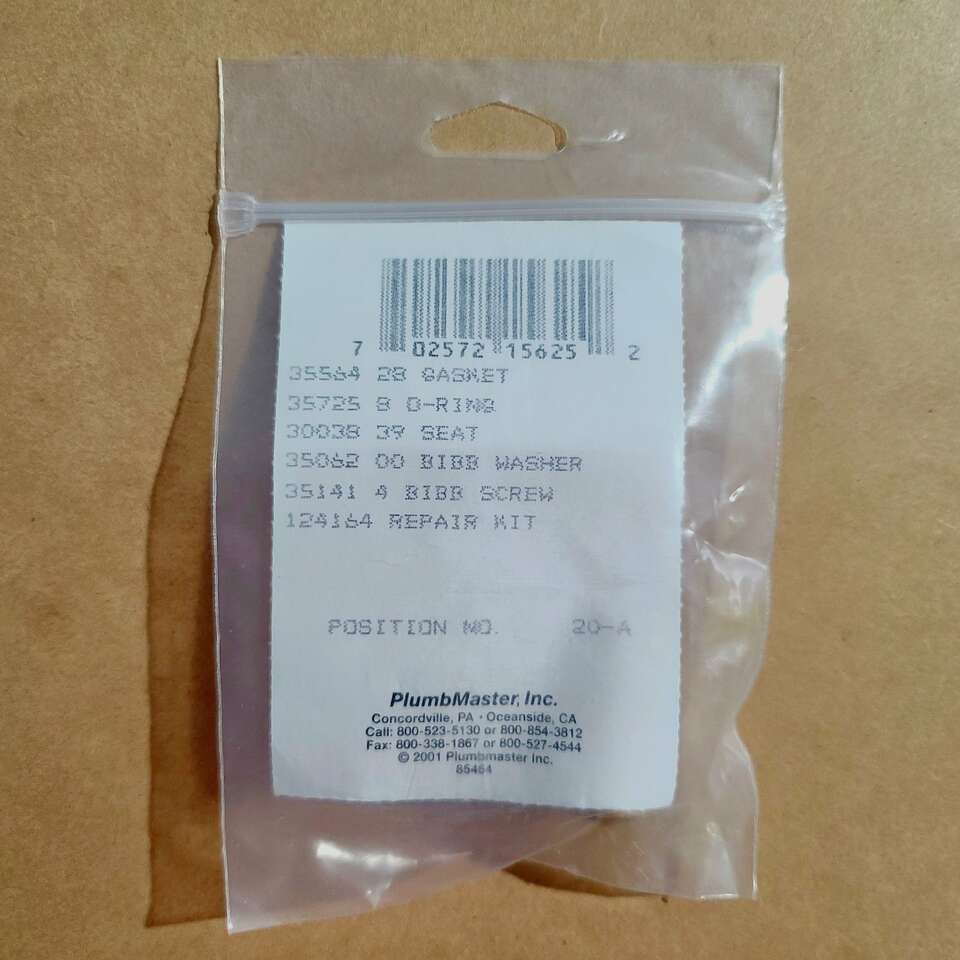 7 02572 15625 2
35564 28 GASKET
35725 8 O-RING
30038 39 SEAT
35062 00 BIBB WASHER
35141 4 BIBB SCREW
124164 REPAIR KIT
POSITION NO. 20-A
PlumbMaster, Inc.
Concordville, PA · Oceanside, CA
Call: 800-523-5130 or 800-854-3812
Fax: 800-338-1867 or 800-527-4544
© 2001 Plumbmaster Inc.
85464